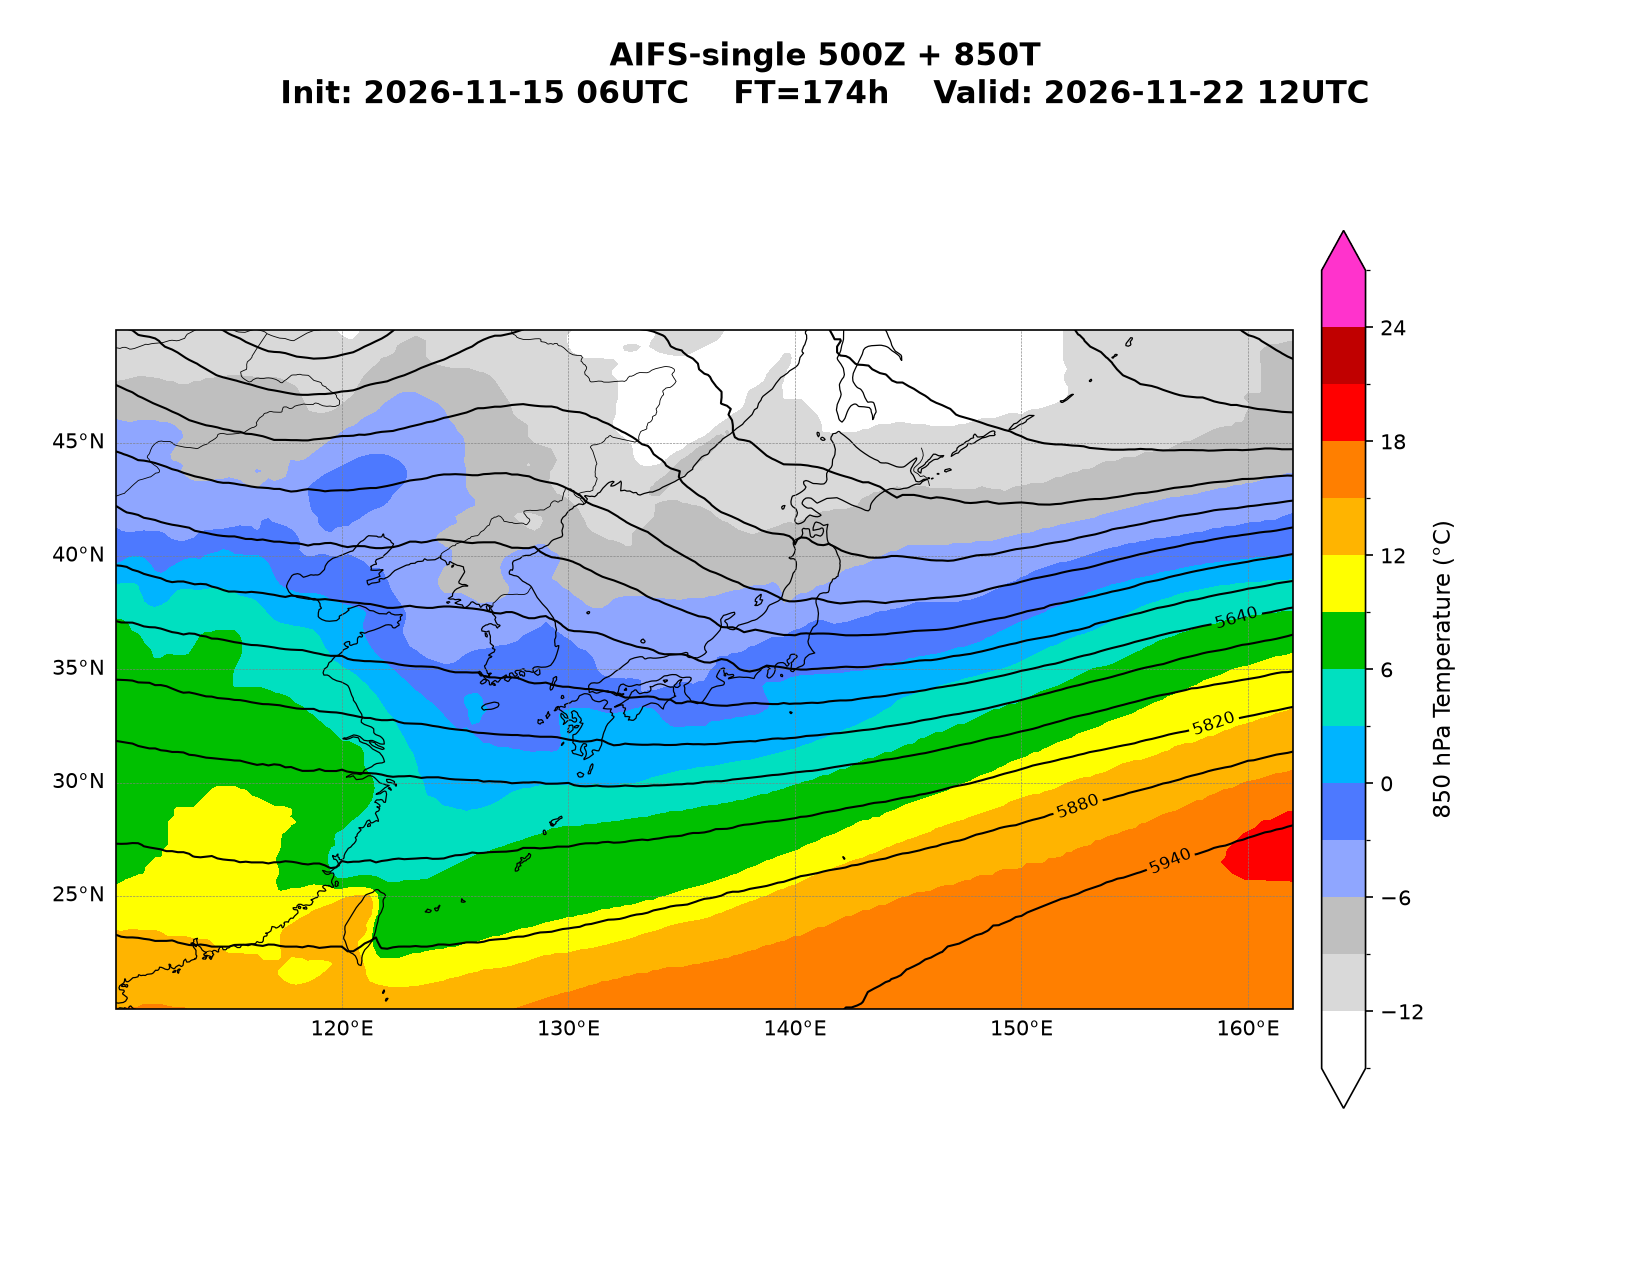 AIFS-single 500Z + 850T
Init: 2026-11-15 06UTC    FT=174h    Valid: 2026-11-22 12UTC
45°N
40°N
35°N
30°N
25°N
120°E
130°E
140°E
150°E
160°E
5640
5820
5880
5940
24
18
12
6
0
−6
−12
850 hPa Temperature (°C)